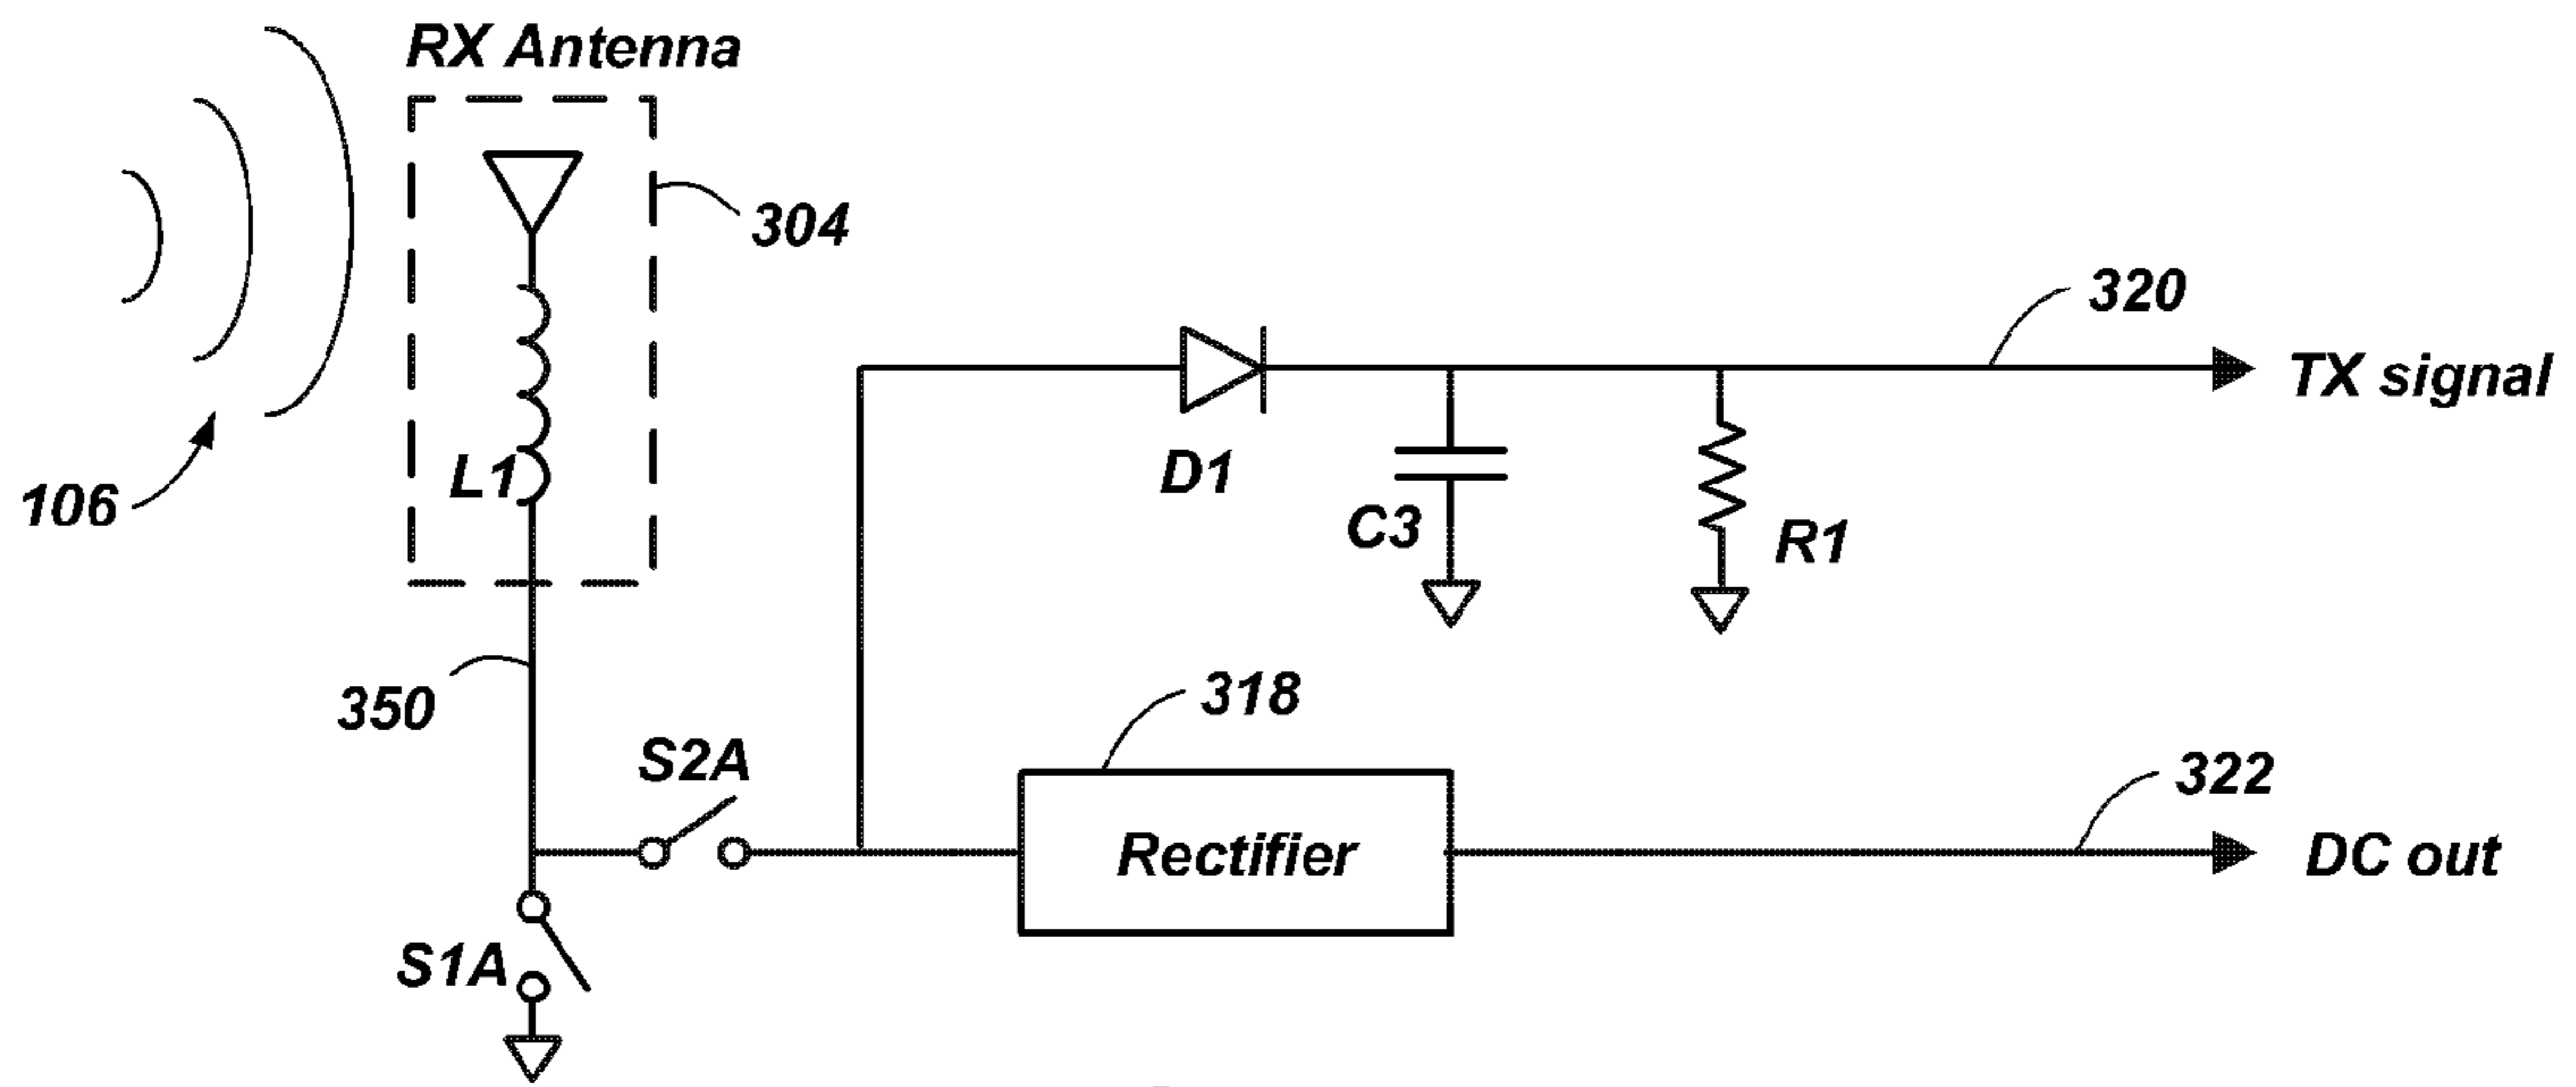 RX Antenna
304
320
TX signal
L1
D1
106
C3
R1
350
318
S2A
322
Rectifier
DC out
S1A